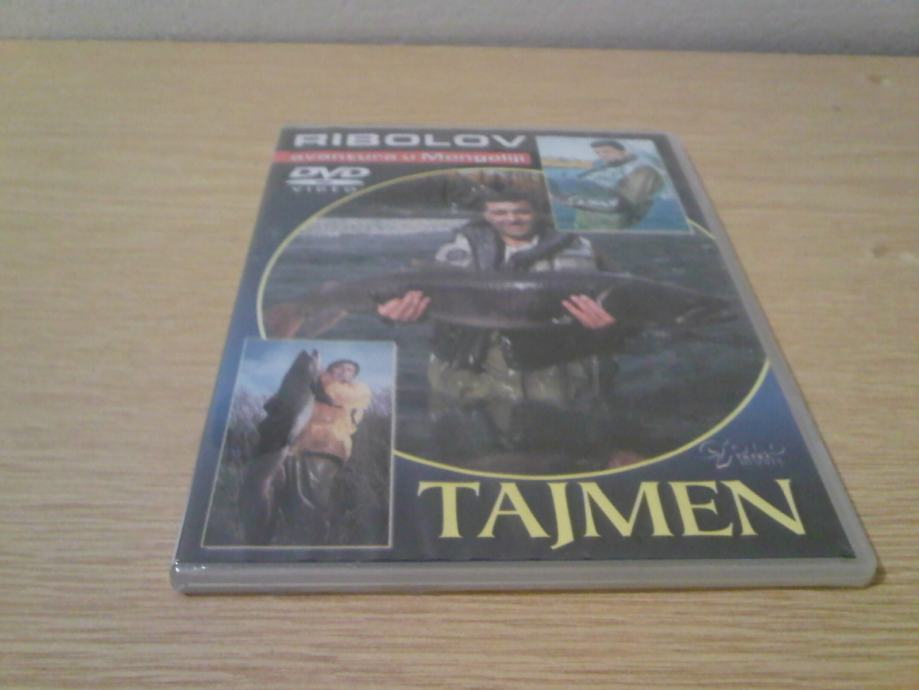 RIBOLOV
avantura u Mongoliji
DVD
VIDEO
TAJMEN